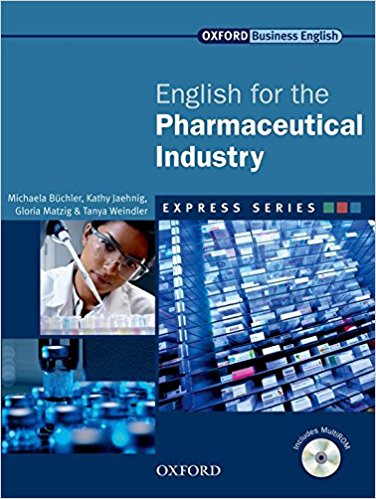 OXFORD Business English
English for the
Pharmaceutical
Industry
Michaela Büchler, Kathy Jaehnig,
Gloria Matzig & Tanya Weindler
EXPRESS SERIES
Includes MultiROM
OXFORD